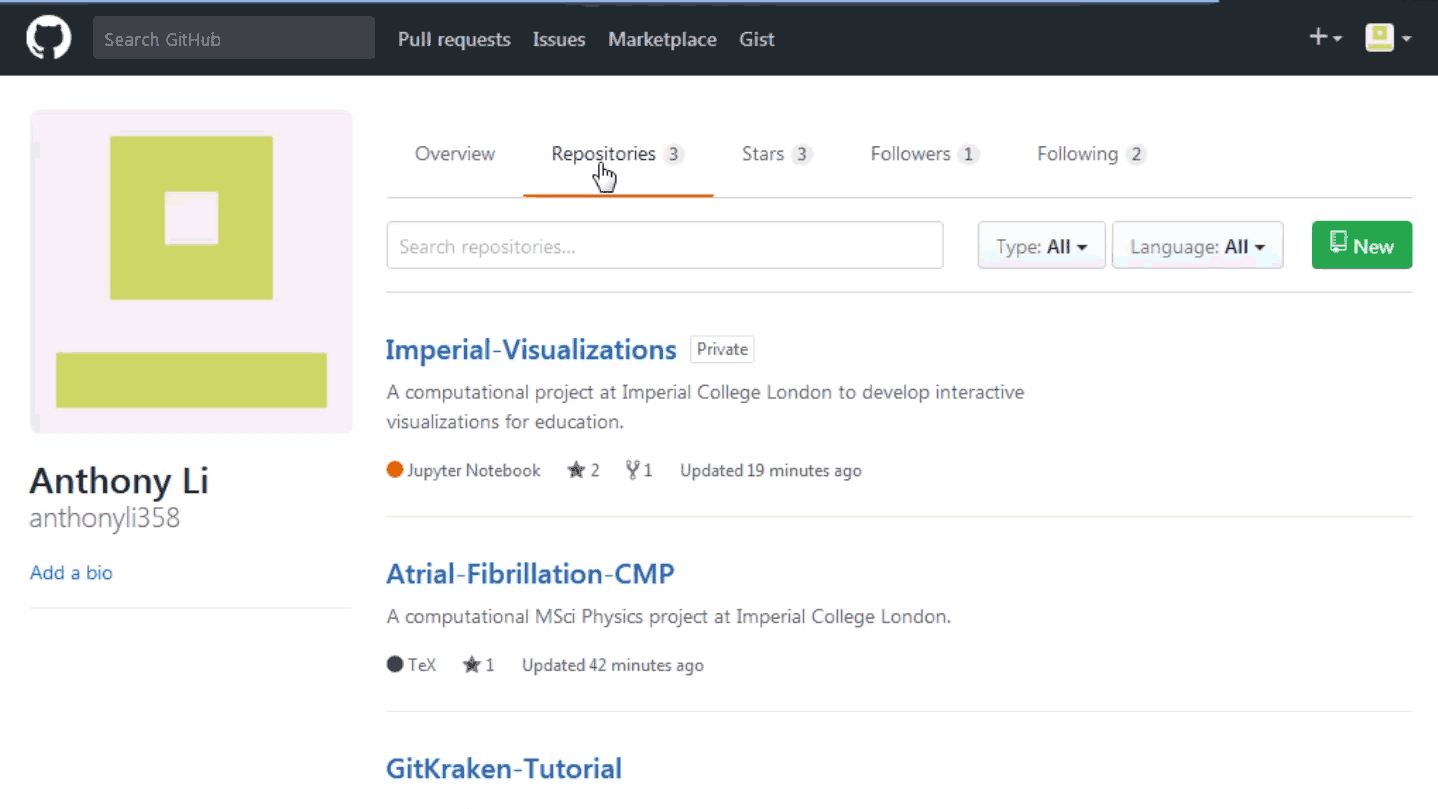 Search GitHub Pull requests Issues Marketplace Gist
Overview Repositories 3 Stars 3 Followers 1 Following 2
Search repositories... Type: All Language: All New
Imperial-Visualizations Private
A computational project at Imperial College London to develop interactive
visualizations for education.
Jupyter Notebook 2 1 Updated 19 minutes ago
Anthony Li
anthonyli358
Add a bio
Atrial-Fibrillation-CMP
A computational MSci Physics project at Imperial College London.
TeX 1 Updated 42 minutes ago
GitKraken-Tutorial